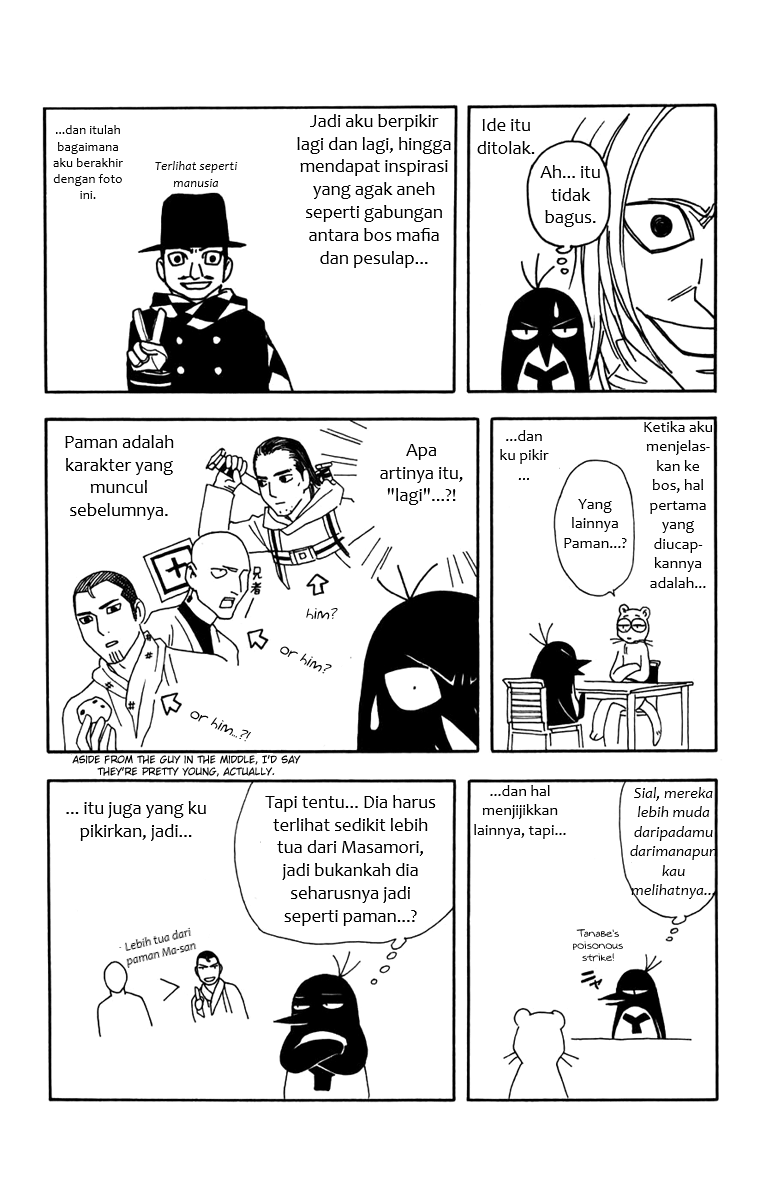 Ide itu
ditolak.
Ah... itu
tidak
bagus.
Jadi aku berpikir
lagi dan lagi, hingga
mendapat inspirasi
yang agak aneh
seperti gabungan
antara bos mafia
dan pesulap...
Terlihat seperti
manusia
...dan itulah
bagaimana
aku berakhir
dengan foto
ini.
Ketika aku
menjelas-
kan ke
bos, hal
pertama
yang
diucap-
kannya
adalah...
Yang
lainnya
Paman...?
...dan
ku pikir
...
Apa
artinya itu,
"lagi"...?!
Paman adalah
karakter yang
muncul
sebelumnya.
him?
兄者
or him?
or him...?!
ASIDE FROM THE GUY IN THE MIDDLE, I'D SAY
THEY'RE PRETTY YOUNG, ACTUALLY.
Sial, mereka
lebih muda
daripadamu
darimanapun
kau
melihatnya...
...dan hal
menjijikkan
lainnya, tapi...
Tanabe's
poisonous
strike!
ニヤ
Tapi tentu... Dia harus
terlihat sedikit lebih
tua dari Masamori,
jadi bukankah dia
seharusnya jadi
seperti paman...?
... itu juga yang ku
pikirkan, jadi...
Lebih tua dari
paman Ma-san
>